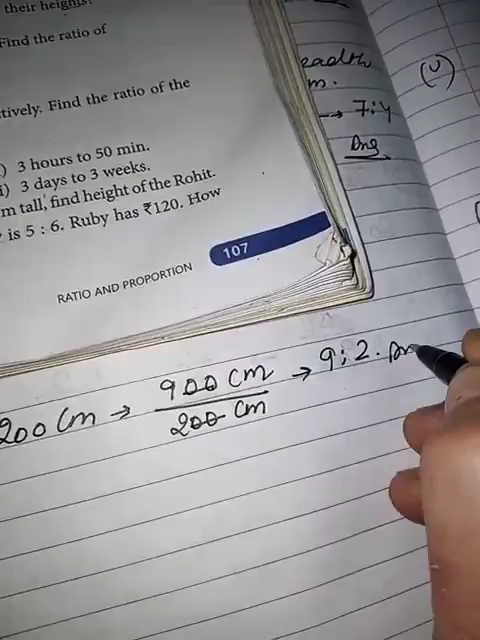 their heights.
Find the ratio of
tively. Find the ratio of the
) 3 hours to 50 min.
i) 3 days to 3 weeks.
m tall, find height of the Rohit.
is 5 : 6. Ruby has ₹120. How
107
RATIO AND PROPORTION
eadth
m.
→ 7:4
Ans
(v)
200 cm → 900 cm / 200 cm → 9:2. An